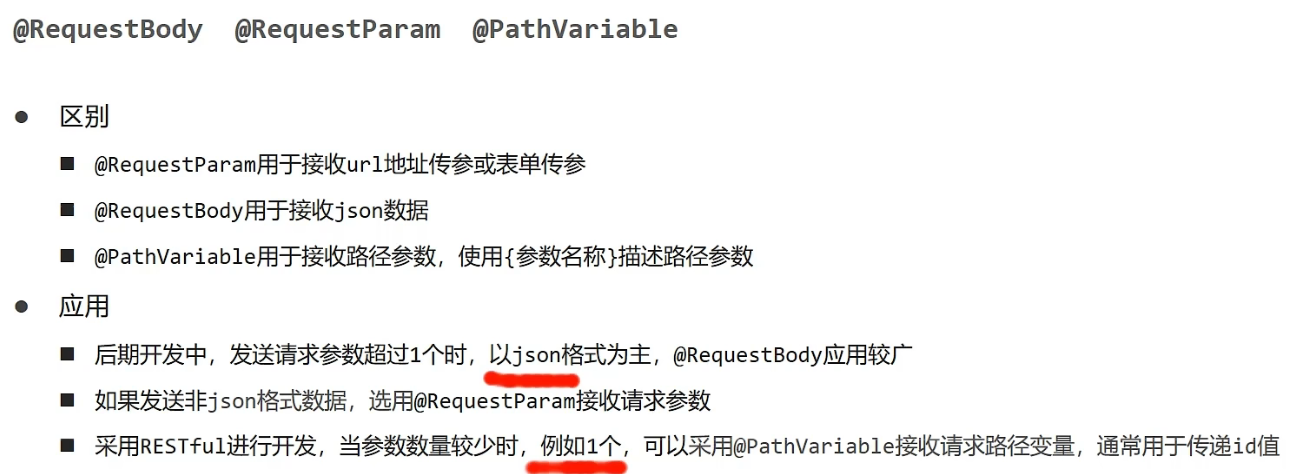 @RequestBody @RequestParam @PathVariable
● 区别
■ @RequestParam用于接收url地址传参或表单传参
■ @RequestBody用于接收json数据
■ @PathVariable用于接收路径参数，使用{参数名称}描述路径参数
● 应用
■ 后期开发中，发送请求参数超过1个时，以json格式为主，@RequestBody应用较广
■ 如果发送非json格式数据，选用@RequestParam接收请求参数
■ 采用RESTful进行开发，当参数数量较少时，例如1个，可以采用@PathVariable接收请求路径变量，通常用于传递id值